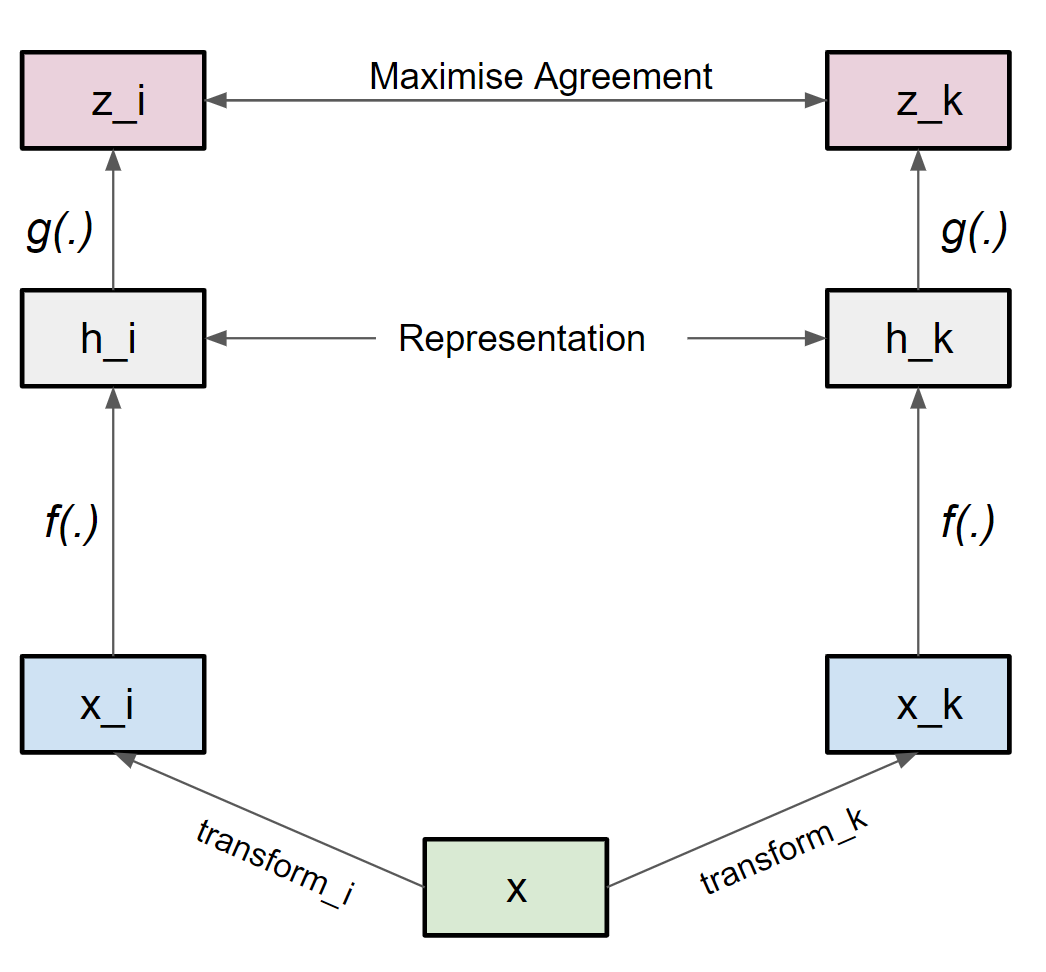 z_i
Maximise Agreement
z_k
g(.)
g(.)
h_i
Representation
h_k
f(.)
f(.)
x_i
x_k
transform_i
transform_k
x